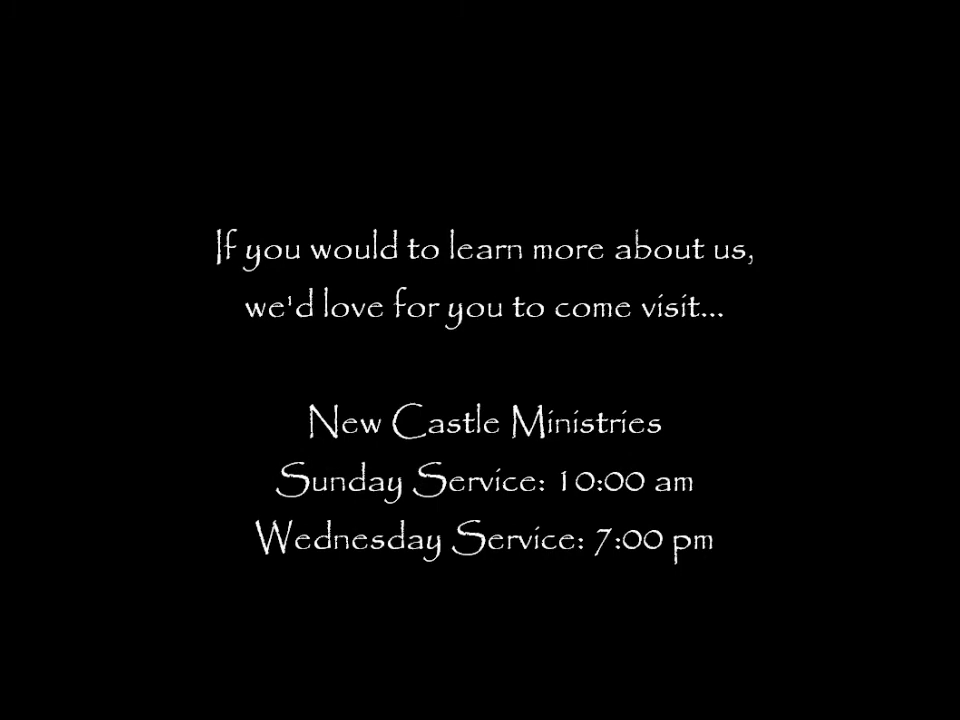 If you would to learn more about us,
we'd love for you to come visit...
New Castle Ministries
Sunday Service: 10:00 am
Wednesday Service: 7:00 pm